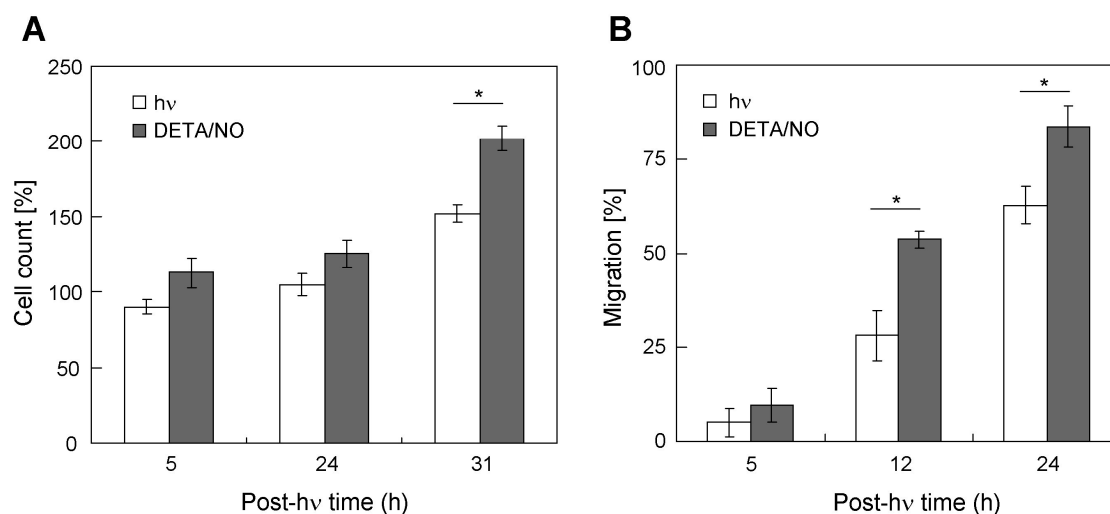 A
250
200
150
100
50
0
Cell count [%]
hν
DETA/NO
*
5 24 31
Post-hν time (h)
B
100
75
50
25
0
Migration [%]
hν
DETA/NO
*
*
5 12 24
Post-hν time (h)